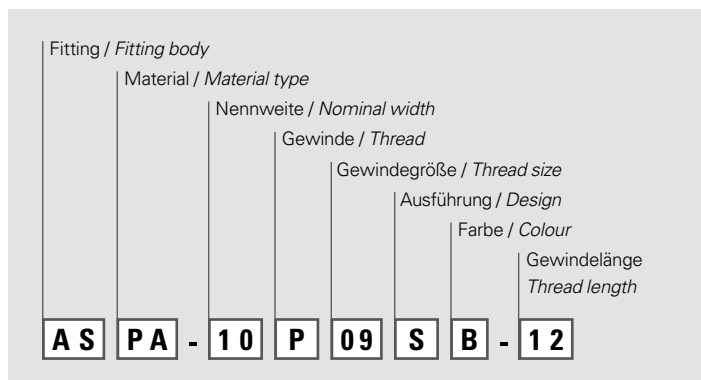 Fitting / Fitting body
Material / Material type
Nennweite / Nominal width
Gewinde / Thread
Gewindegröße / Thread size
Ausführung / Design
Farbe / Colour
Gewindelänge
Thread length
AS PA - 10 P 09 S B - 12